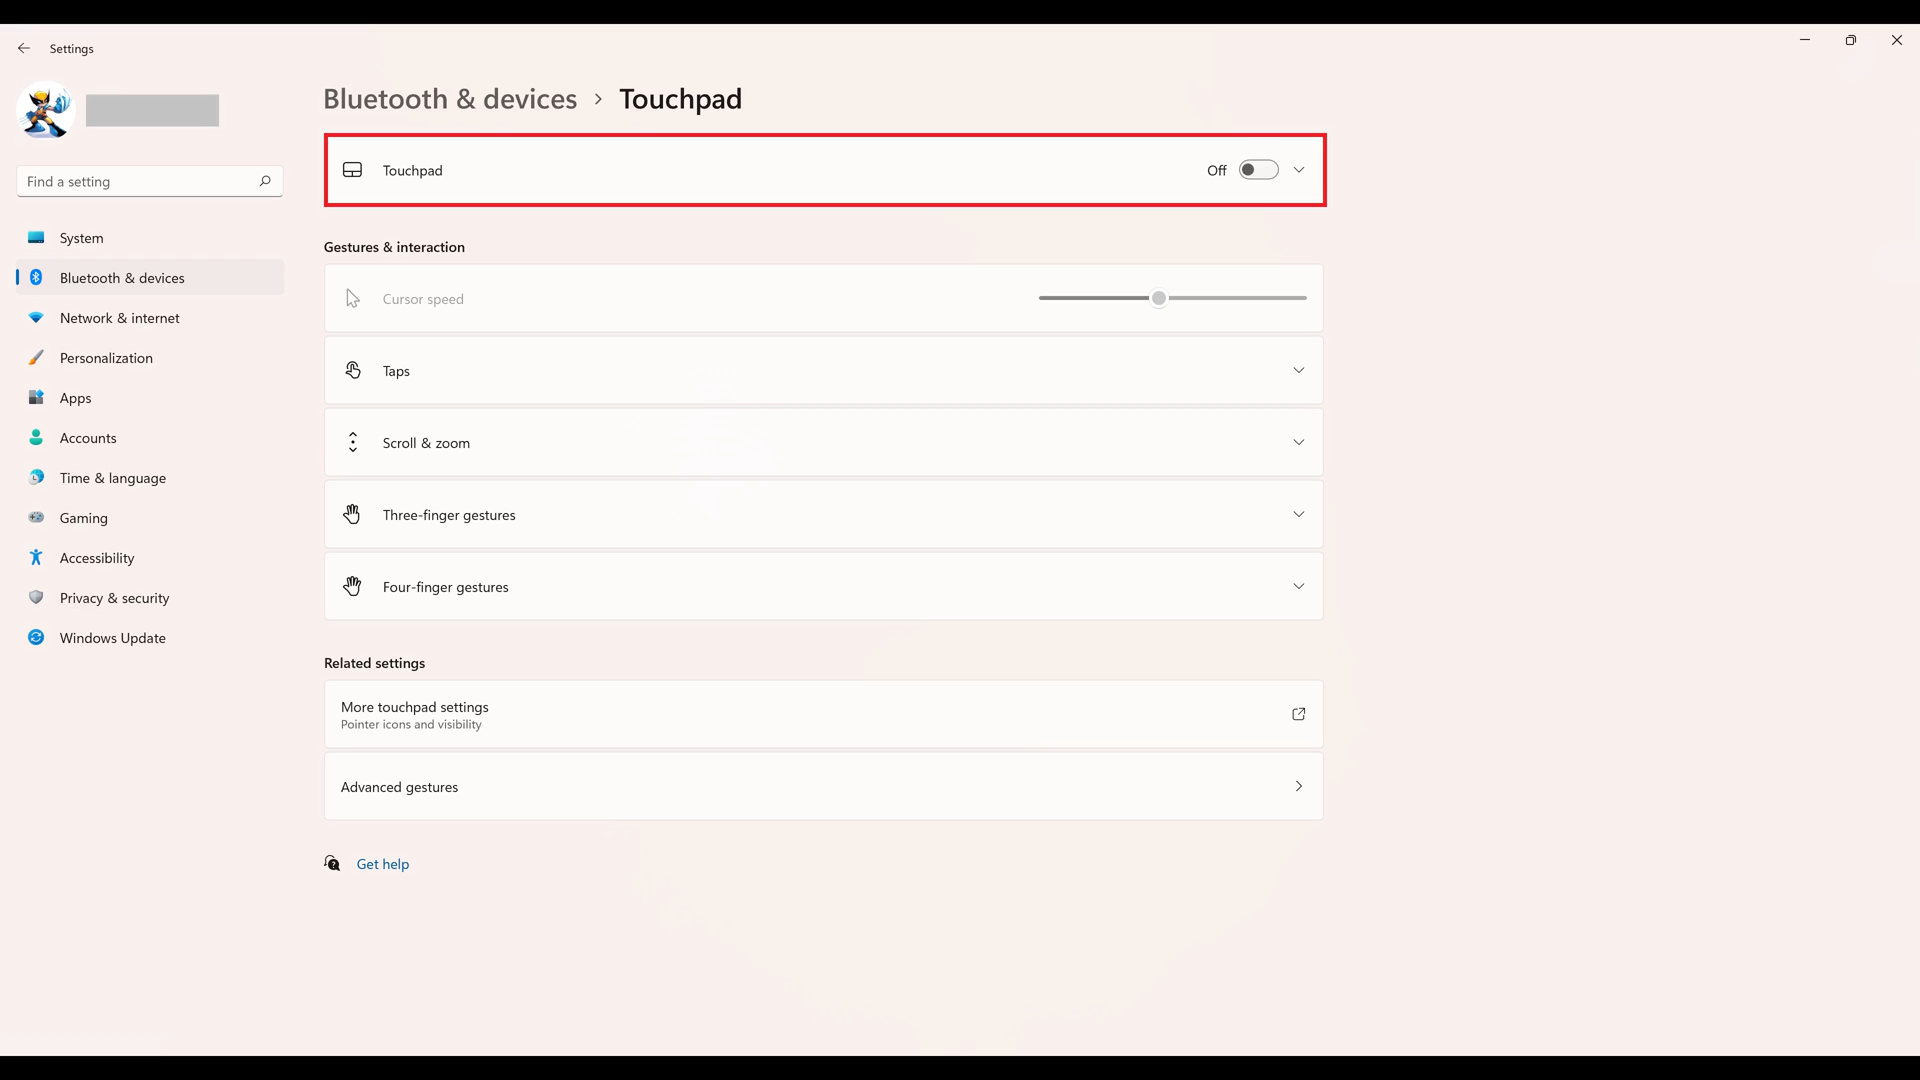 Settings
Bluetooth & devices > Touchpad
Find a setting
System
Bluetooth & devices
Network & internet
Personalization
Apps
Accounts
Time & language
Gaming
Accessibility
Privacy & security
Windows Update
Touchpad Off
Gestures & interaction
Cursor speed
Taps
Scroll & zoom
Three-finger gestures
Four-finger gestures
Related settings
More touchpad settings
Pointer icons and visibility
Advanced gestures
Get help